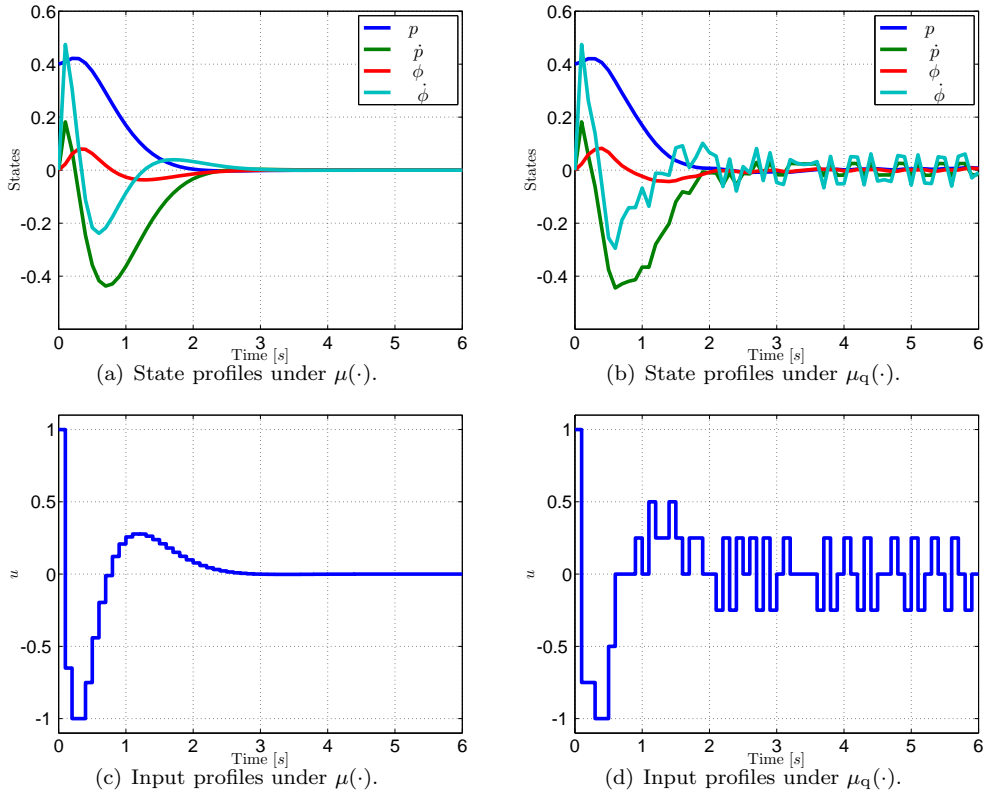 0.6
0.4
0.2
0
-0.2
-0.4
States
p
ṗ
ϕ
ϕ̇
0 1 2 3 4 5 6
Time [s]
(a) State profiles under μ(·).
0.6
0.4
0.2
0
-0.2
-0.4
States
p
ṗ
ϕ
ϕ̇
0 1 2 3 4 5 6
Time [s]
(b) State profiles under μq(·).
1
0.5
0
-0.5
-1
u
0 1 2 3 4 5 6
Time [s]
(c) Input profiles under μ(·).
1
0.5
0
-0.5
-1
u
0 1 2 3 4 5 6
Time [s]
(d) Input profiles under μq(·).